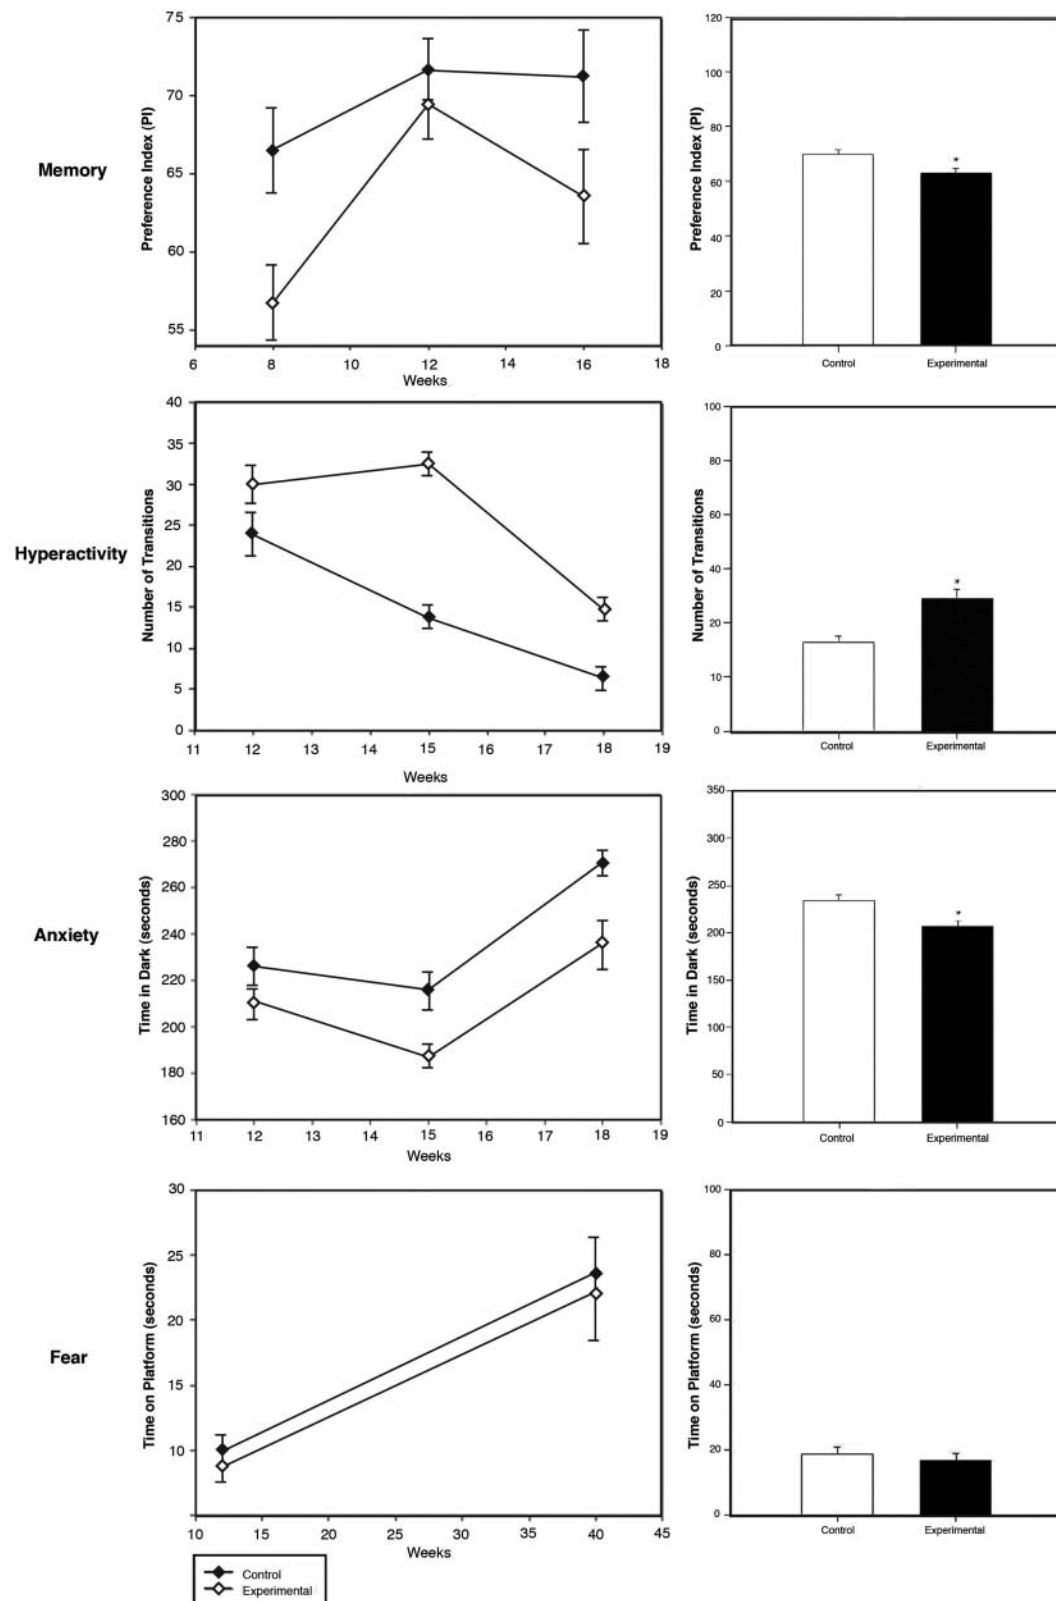 Memory
Preference Index (PI)
75
70
65
60
55
6 8 10 12 14 16 18
Weeks
Preference Index (PI)
120
100
80
60
40
20
0
*
Control Experimental
Hyperactivity
Number of Transitions
40
35
30
25
20
15
10
5
0
11 12 13 14 15 16 17 18 19
Weeks
Number of Transitions
100
80
60
40
20
10
0
*
Control Experimental
Anxiety
Time in Dark (seconds)
300
280
260
240
220
200
180
160
11 12 13 14 15 16 17 18 19
Weeks
Time in Dark (seconds)
350
300
250
200
150
100
50
0
*
Control Experimental
Fear
Time on Platform (seconds)
30
25
20
15
10
10 15 20 25 30 35 40 45
Weeks
Time on Platform (seconds)
100
80
60
40
20
0
Control Experimental
Control
Experimental